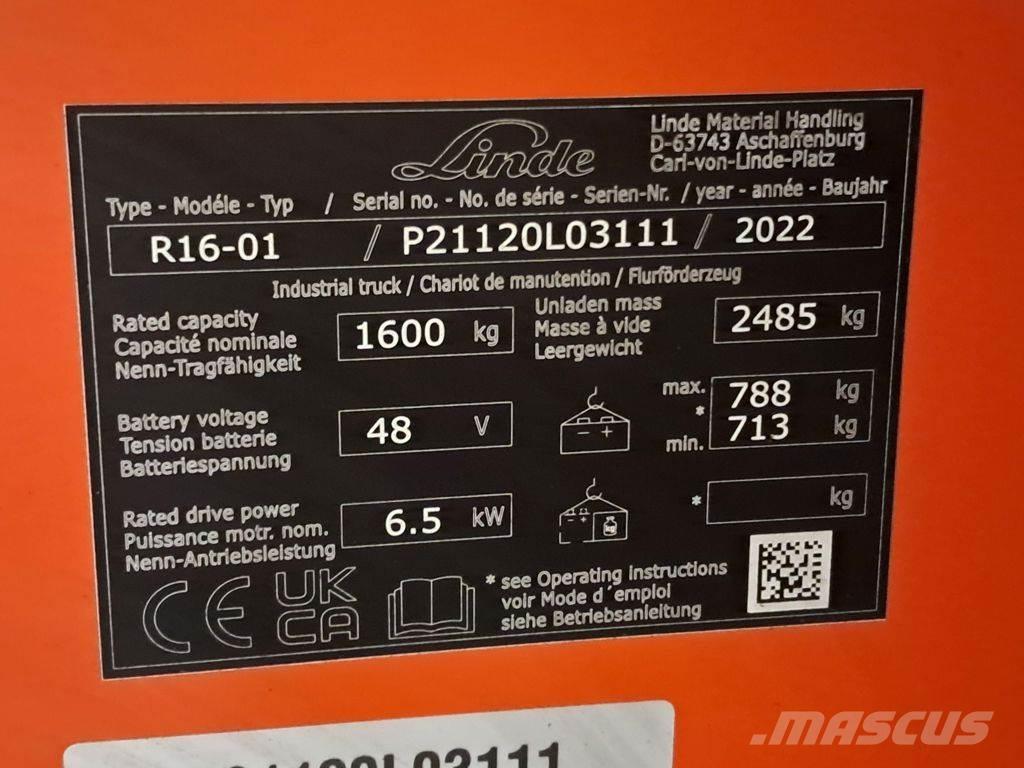 Linde
Linde Material Handling
D-63743 Aschaffenburg
Carl-von-Linde-Platz
Type - Modéle - Typ / Serial no. - No. de série - Serien-Nr. / year - année - Baujahr
R16-01 / P21120L03111 / 2022
Industrial truck / Chariot de manutention / Flurförderzeug
Rated capacity
Capacité nominale
Nenn-Tragfähigkeit
1600 kg
Unladen mass
Masse à vide
Leergewicht
2485 kg
Battery voltage
Tension batterie
Batteriespannung
48 V
- +
max. 788 kg
*
min. 713 kg
Rated drive power
Puissance motr. nom.
Nenn-Antriebsleistung
6.5 kW
- + kg
* kg
CE
UK
CA
* see Operating instructions
voir Mode d´emploi
siehe Betriebsanleitung
MASCUS